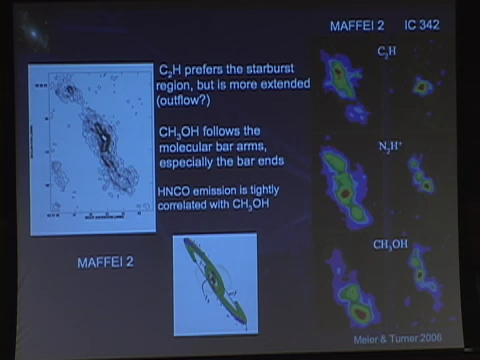 MAFFEI 2 IC 342
C₂H prefers the starburst
region, but is more extended
(outflow?)
CH₃OH follows the
molecular bar arms,
especially the bar ends
HNCO emission is tightly
correlated with CH₃OH
MAFFEI 2
C₂H
N₂H⁺
CH₃OH
Meier & Turner 2006